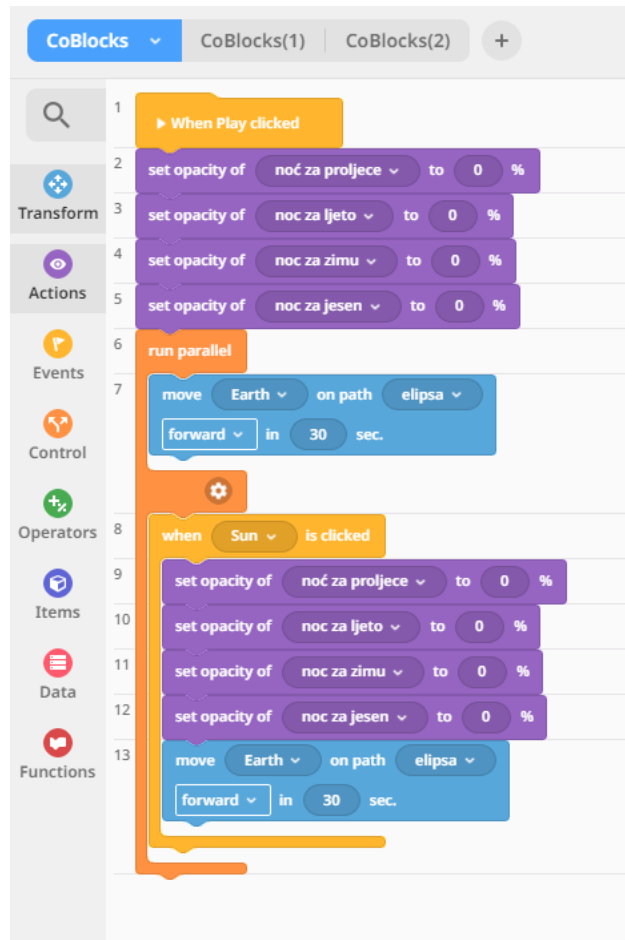 CoBlocks CoBlocks(1) CoBlocks(2) +
Transform
Actions
Events
Control
Operators
Items
Data
Functions
1 When Play clicked
2 set opacity of noć za proljece to 0 %
3 set opacity of noc za ljeto to 0 %
4 set opacity of noc za zimu to 0 %
5 set opacity of noc za jesen to 0 %
6 run parallel
7 move Earth on path elipsa
forward in 30 sec.
8 when Sun is clicked
9 set opacity of noć za proljece to 0 %
10 set opacity of noc za ljeto to 0 %
11 set opacity of noc za zimu to 0 %
12 set opacity of noc za jesen to 0 %
13 move Earth on path elipsa
forward in 30 sec.